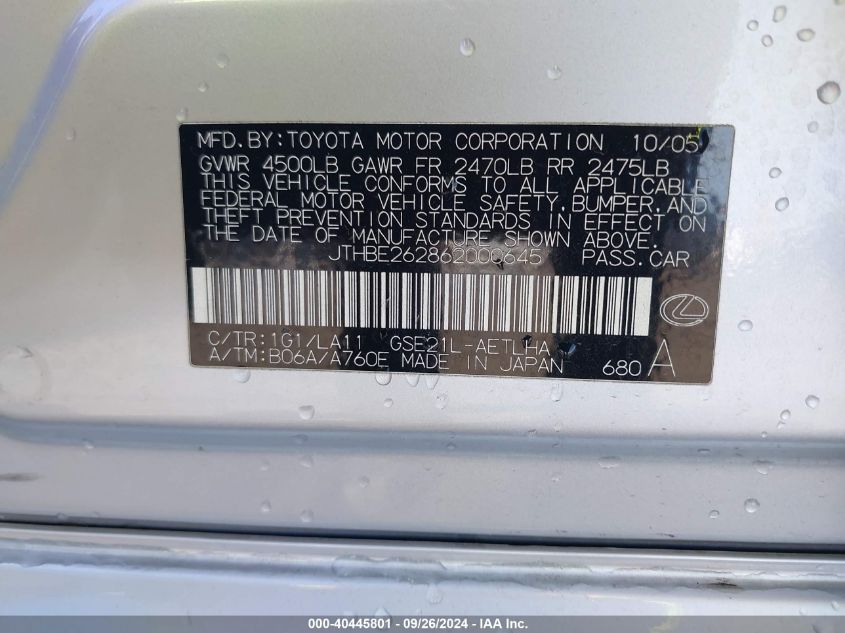 MFD.BY:TOYOTA MOTOR CORPORATION 10/05
GVWR 4500LB GAWR FR 2470LB RR 2475LB
THIS VEHICLE CONFORMS TO ALL APPLICABLE
FEDERAL MOTOR VEHICLE SAFETY,BUMPER,AND
THEFT PREVENTION STANDARDS IN EFFECT ON
THE DATE OF MANUFACTURE SHOWN ABOVE.
JTHBE262862000645 PASS.CAR
C/TR:1G1/LA11 GSE21L-AETLHA
A/TM:B06A/A760E MADE IN JAPAN 680 A
000-40445801 - 09/26/2024 - IAAI.com